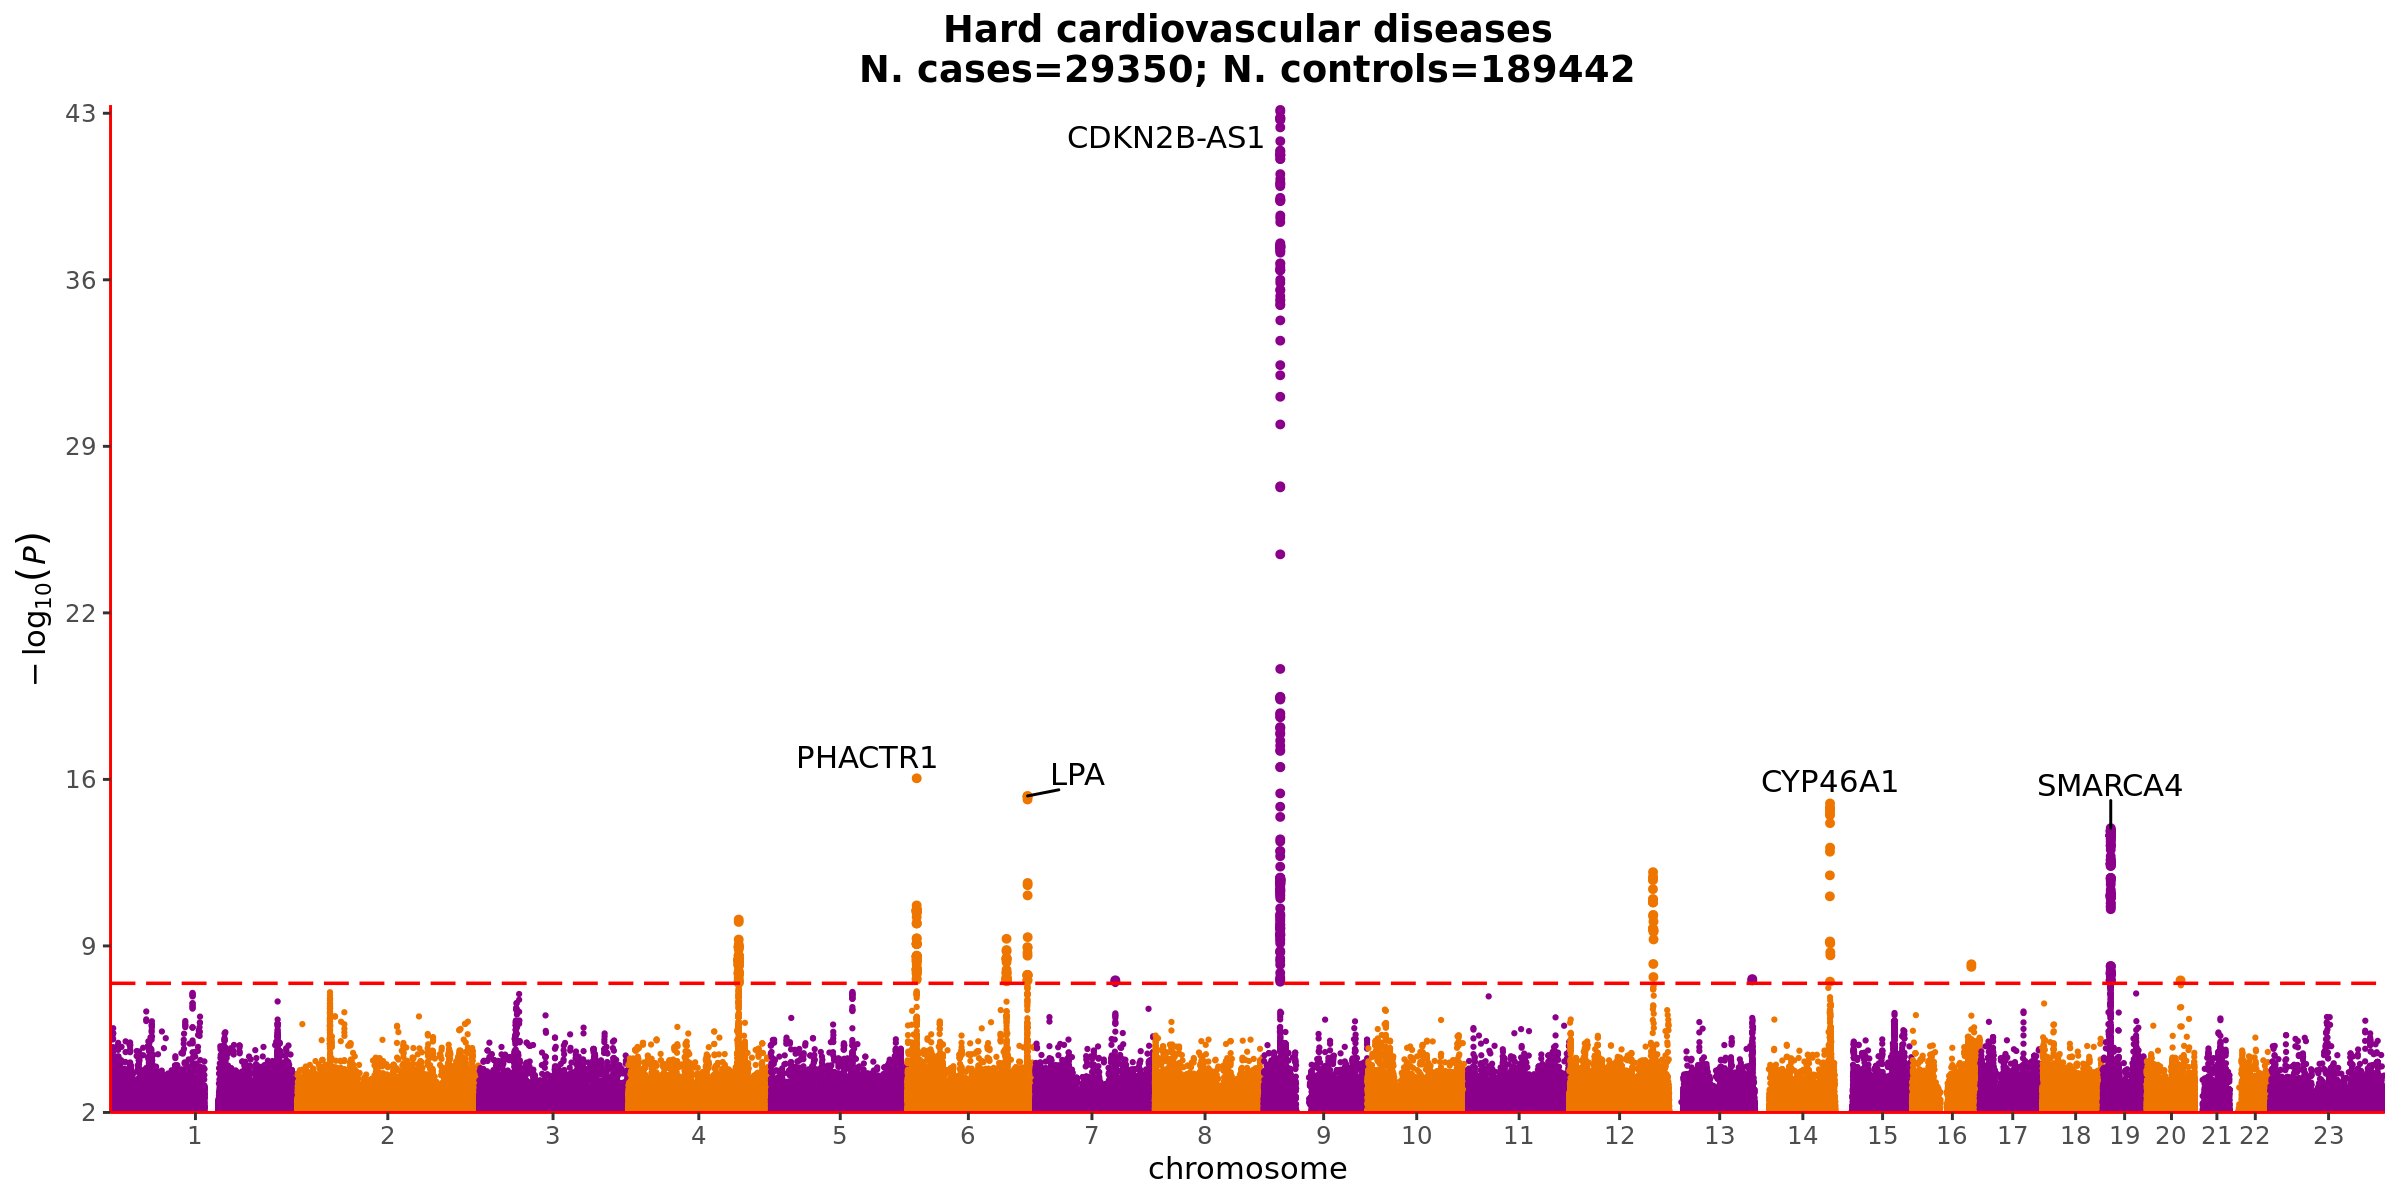 Hard cardiovascular diseases
N. cases=29350; N. controls=189442
43
CDKN2B-AS1
36
29
22
− log10(P)
PHACTR1
LPA
CYP46A1
SMARCA4
16
9
2
1 2 3 4 5 6 7 8 9 10 11 12 13 14 15 16 17 18 19 20 21 22 23
chromosome